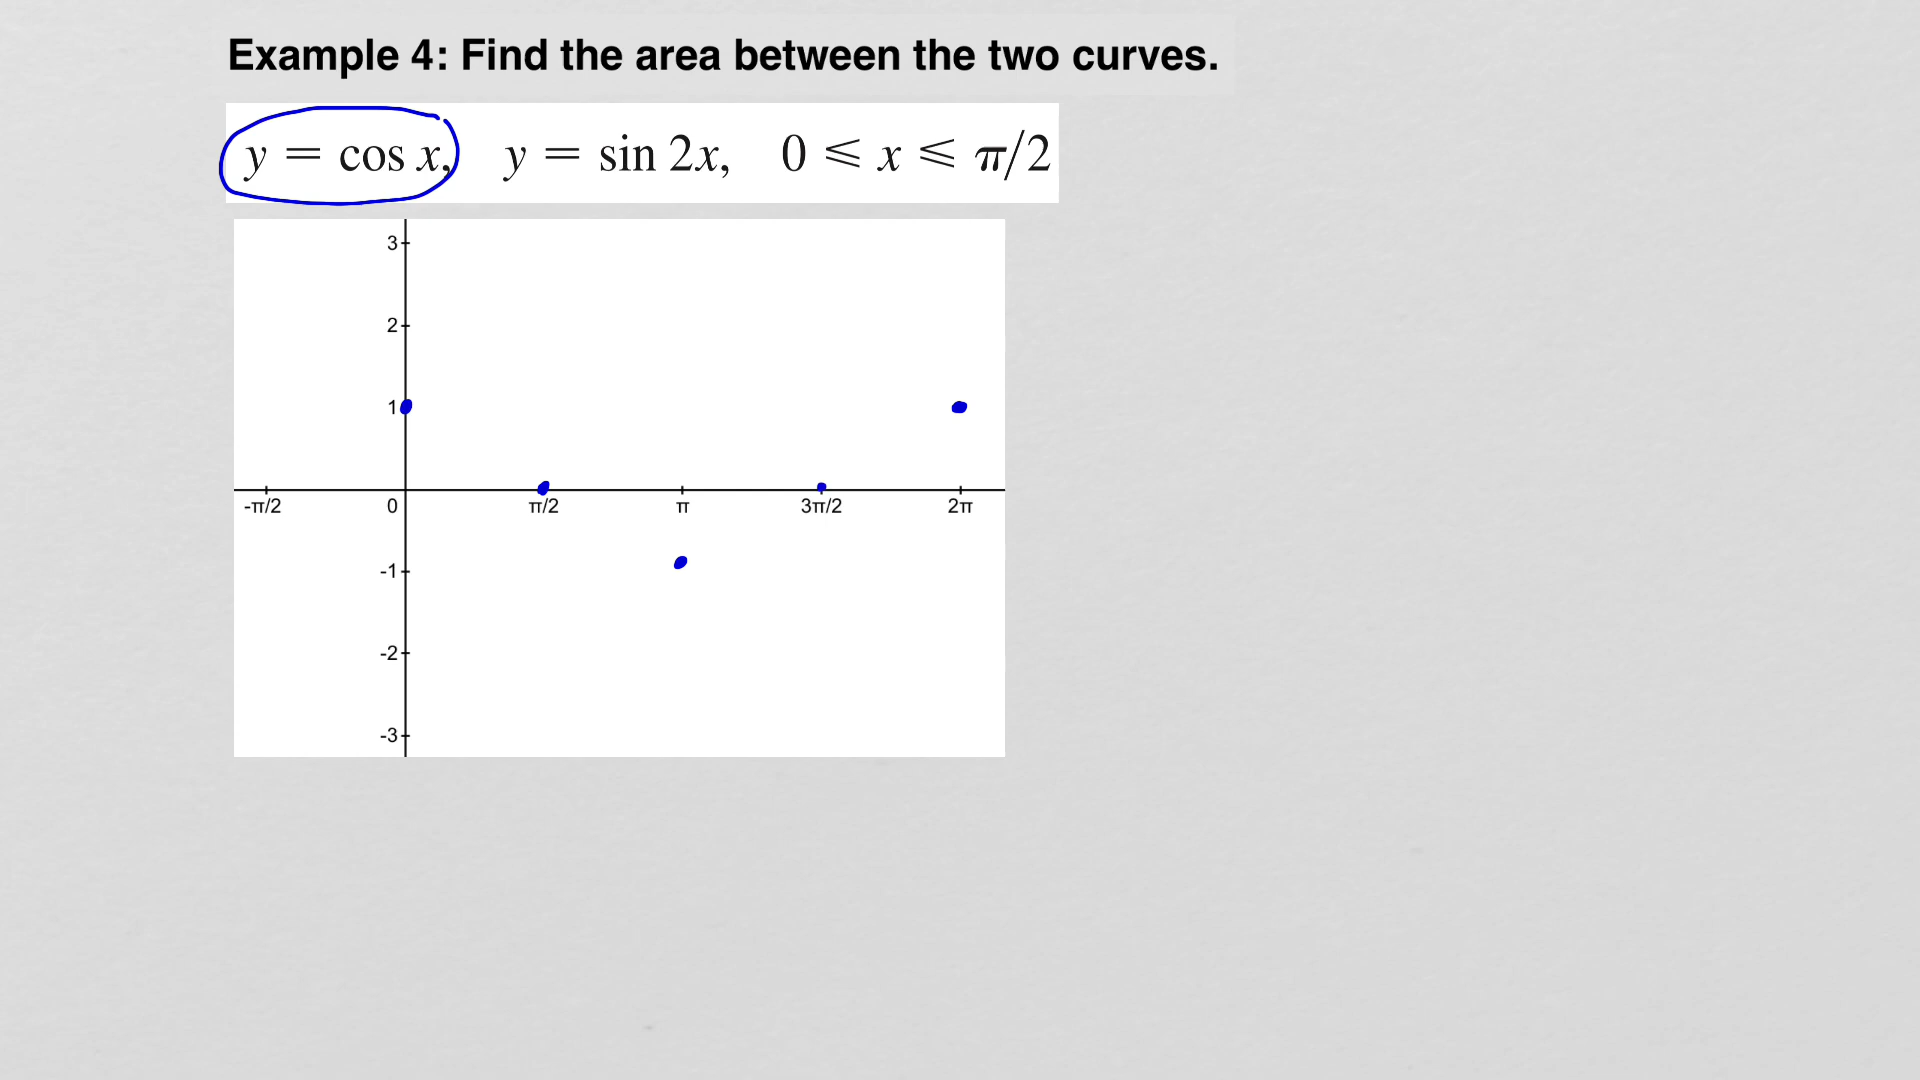 Example 4: Find the area between the two curves.
y = cos x, y = sin 2x, 0 ⩽ x ⩽ π/2
3
2
1
-π/2 0 π/2 π 3π/2 2π
-1
-2
-3